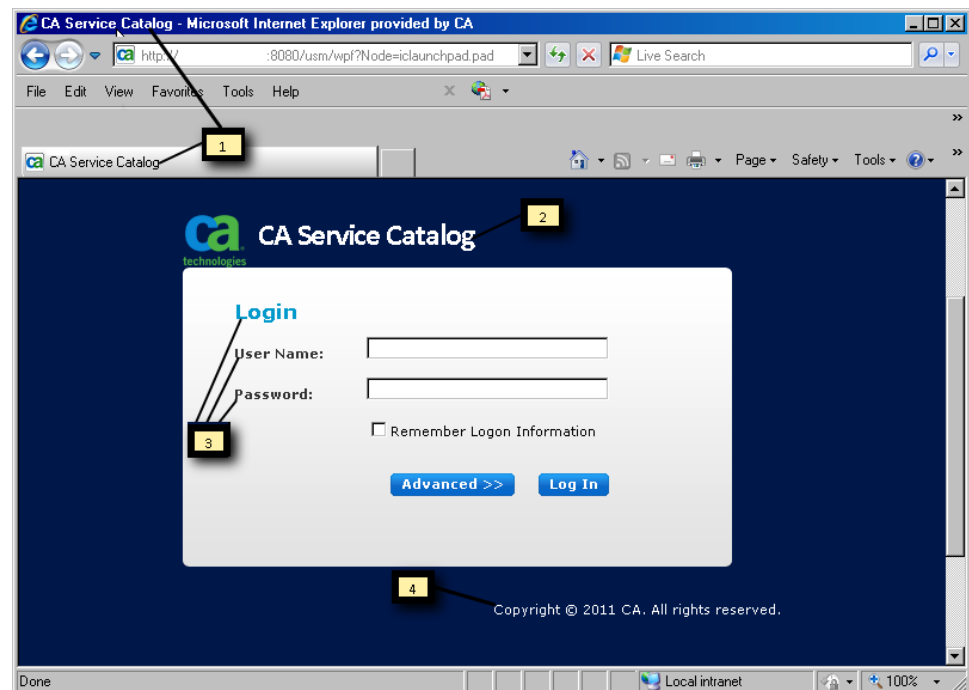 CA Service Catalog - Microsoft Internet Explorer provided by CA
http:// :8080/usm/wpf?Node=iclaunchpad.pad
Live Search
File Edit View Favorites Tools Help
1
CA Service Catalog
Page Safety Tools
2
ca CA Service Catalog
technologies
Login
User Name:
Password:
3
Remember Logon Information
Advanced >> Log In
4
Copyright © 2011 CA. All rights reserved.
Done Local intranet 100%